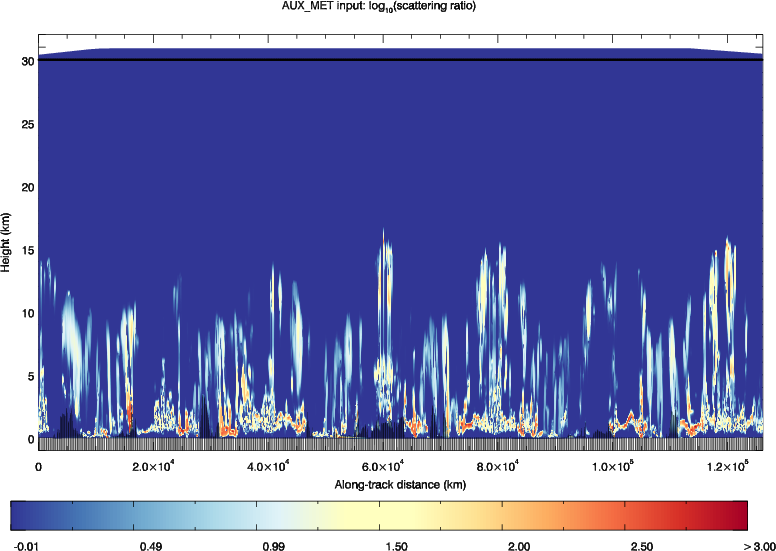 AUX_MET input: log10(scattering ratio)
30
25
20
15
10
5
0
Height (km)
0 2.0×10^4 4.0×10^4 6.0×10^4 8.0×10^4 1.0×10^5 1.2×10^5
Along-track distance (km)
-0.01 0.49 0.99 1.50 2.00 2.50 > 3.00